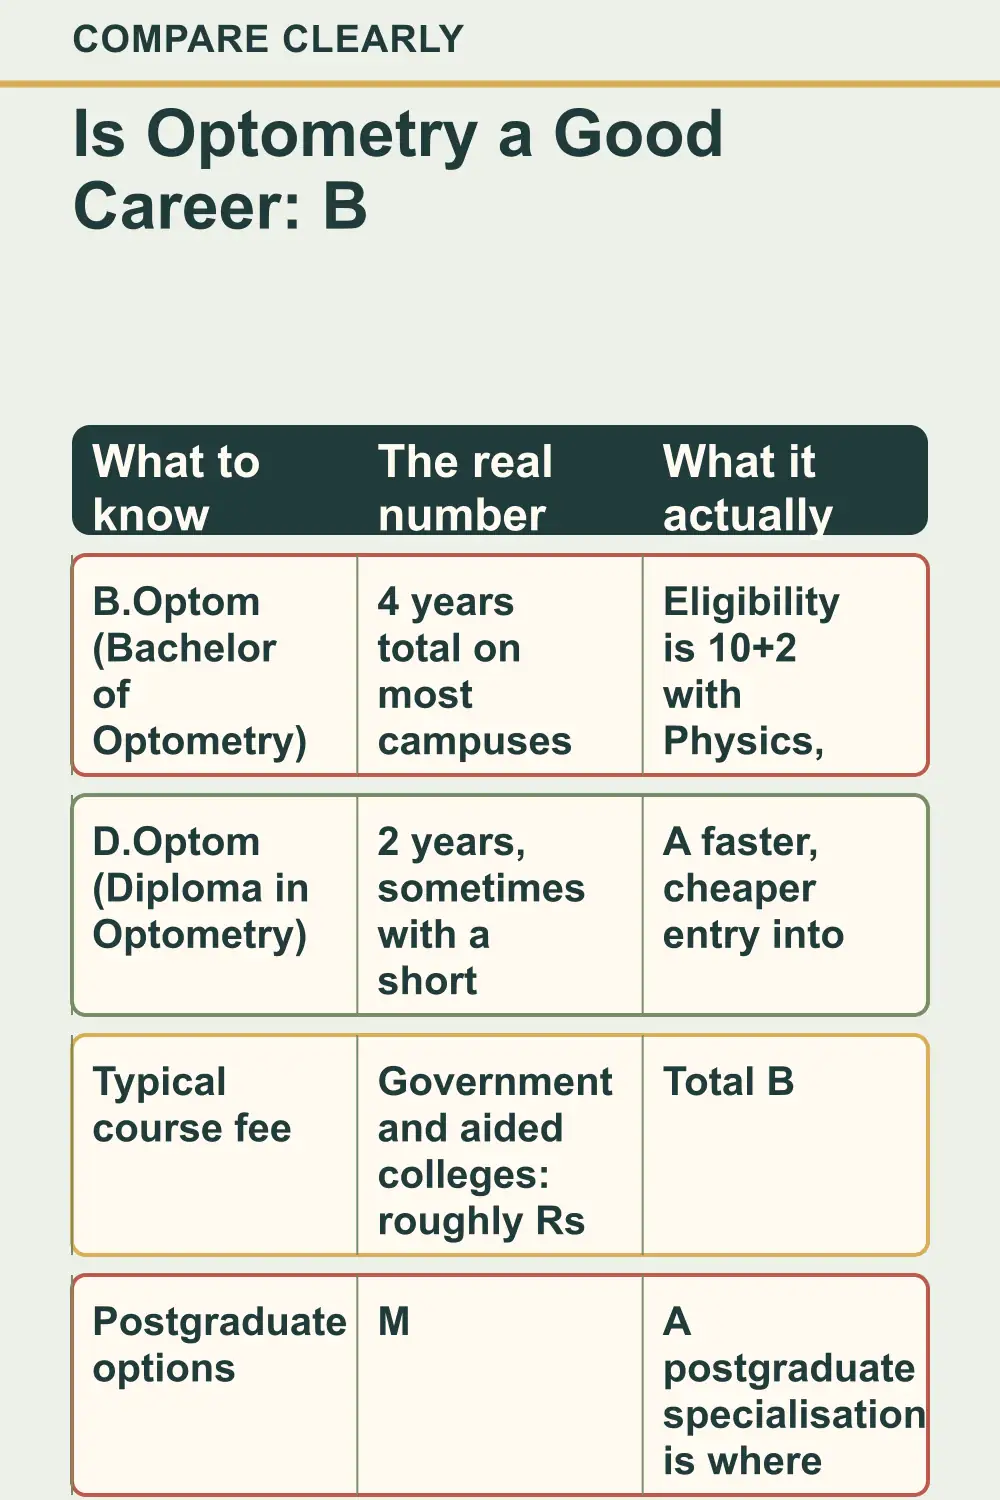 COMPARE CLEARLY
Is Optometry a Good
Career: B
What to
know
The real
number
What it
actually
B.Optom
(Bachelor
of
Optometry)
4 years
total on
most
campuses
Eligibility
is 10+2
with
Physics,
D.Optom
(Diploma in
Optometry)
2 years,
sometimes
with a
short
A faster,
cheaper
entry into
Typical
course fee
Government
and aided
colleges:
roughly Rs
Total B
Postgraduate
options
M
A
postgraduate
specialisation
is where